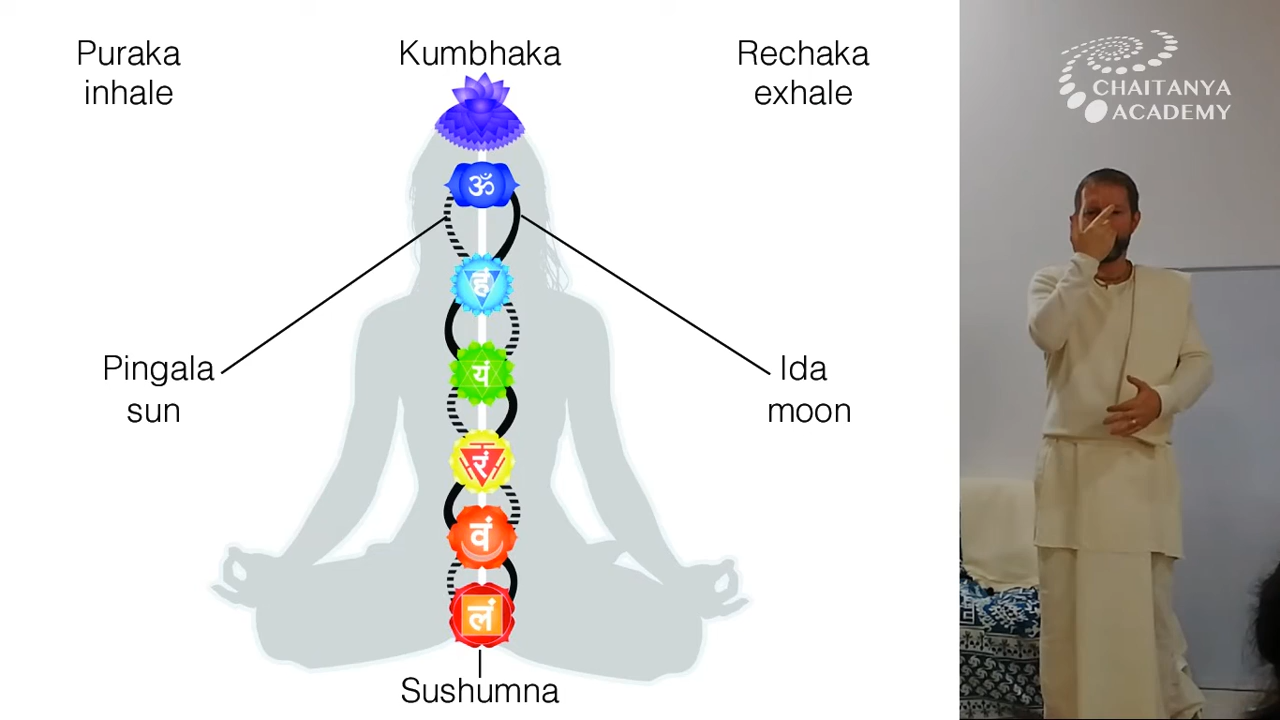 Puraka
inhale
Kumbhaka
Rechaka
exhale
CHAITANYA
ACADEMY
ॐ
हं
Pingala
sun
यं
Ida
moon
रं
वं
लं
Sushumna